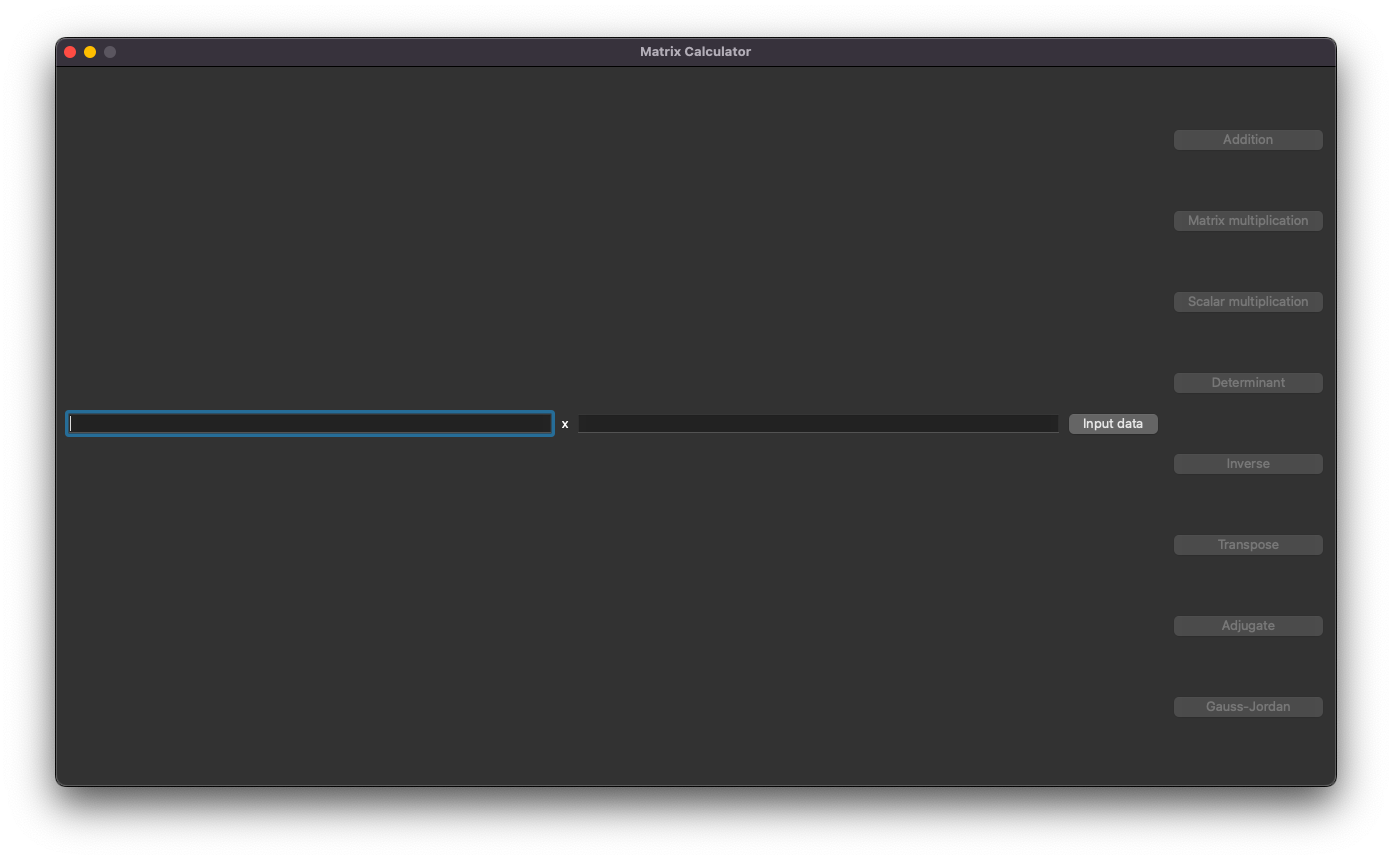 Matrix Calculator
Addition
Matrix multiplication
Scalar multiplication
Determinant
x Input data
Inverse
Transpose
Adjugate
Gauss-Jordan